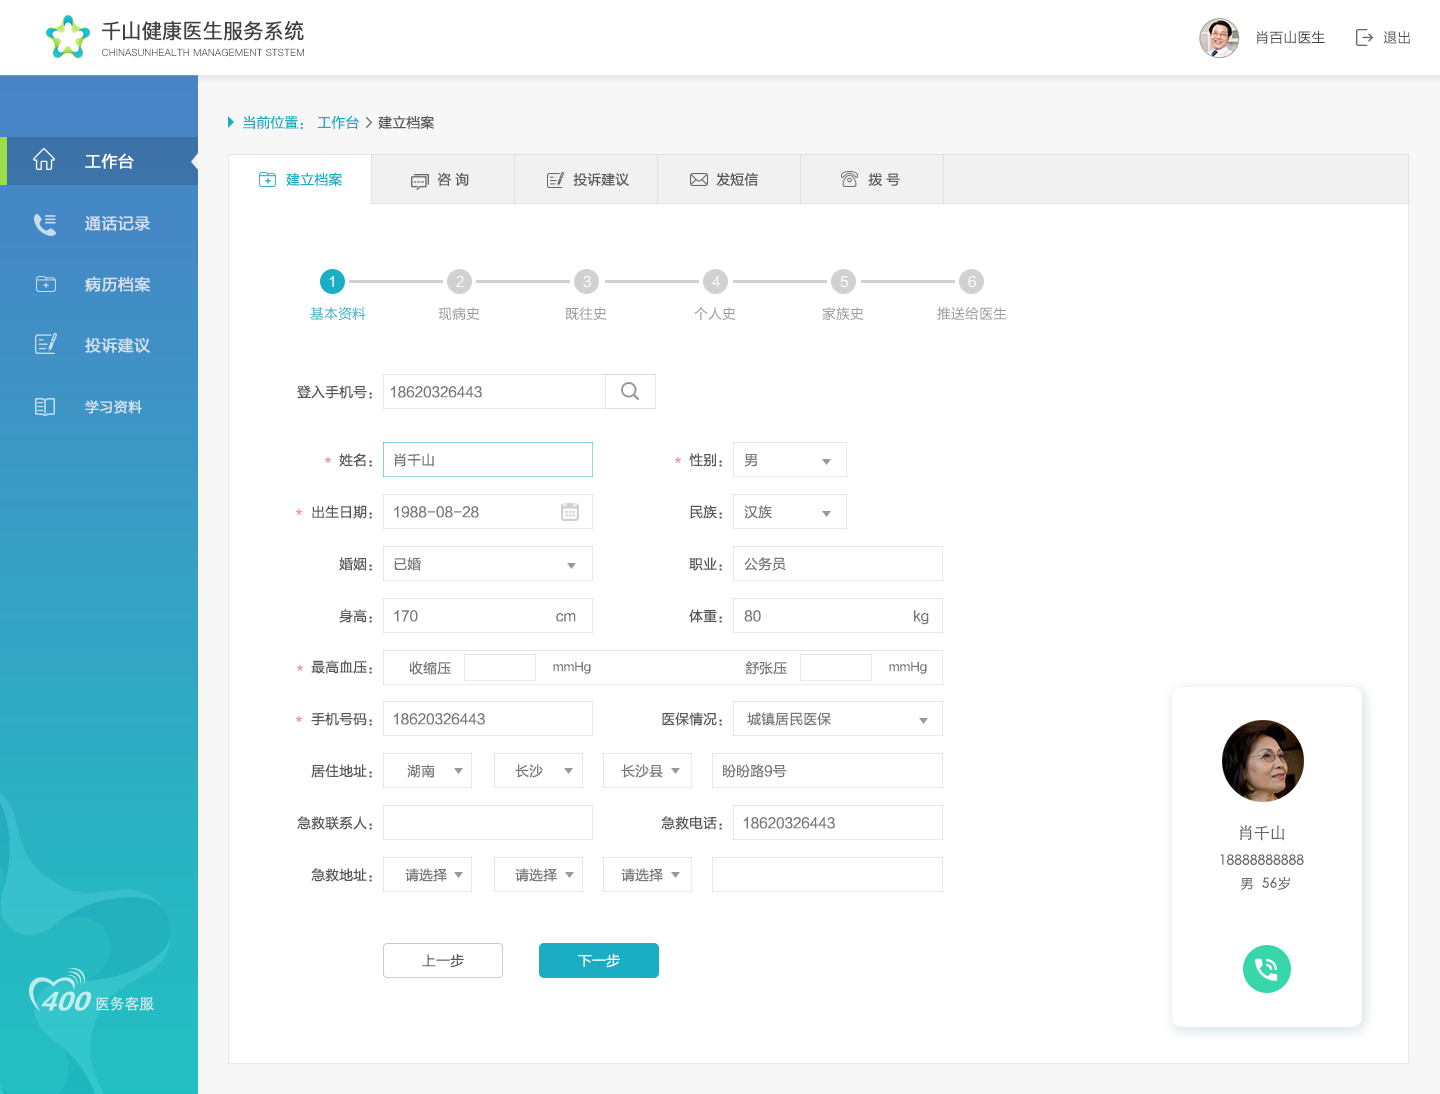 千山健康医生服务系统
CHINASUNHEALTH MANAGEMENT STSTEM
肖百山医生
退出
当前位置： 工作台 > 建立档案
工作台
通话记录
病历档案
投诉建议
学习资料
400 医务客服
建立档案 咨 询 投诉建议 发短信 拨 号
1 2 3 4 5 6
基本资料 现病史 既往史 个人史 家族史 推送给医生
登入手机号： 18620326443
* 姓名： 肖千山 * 性别： 男
* 出生日期： 1988-08-28 民族： 汉族
婚姻： 已婚 职业： 公务员
身高： 170 cm 体重： 80 kg
* 最高血压： 收缩压 mmHg 舒张压 mmHg
* 手机号码： 18620326443 医保情况： 城镇居民医保
居住地址： 湖南 长沙 长沙县 盼盼路9号
急救联系人： 急救电话： 18620326443
急救地址： 请选择 请选择 请选择
上一步 下一步
肖千山
18888888888
男 56岁